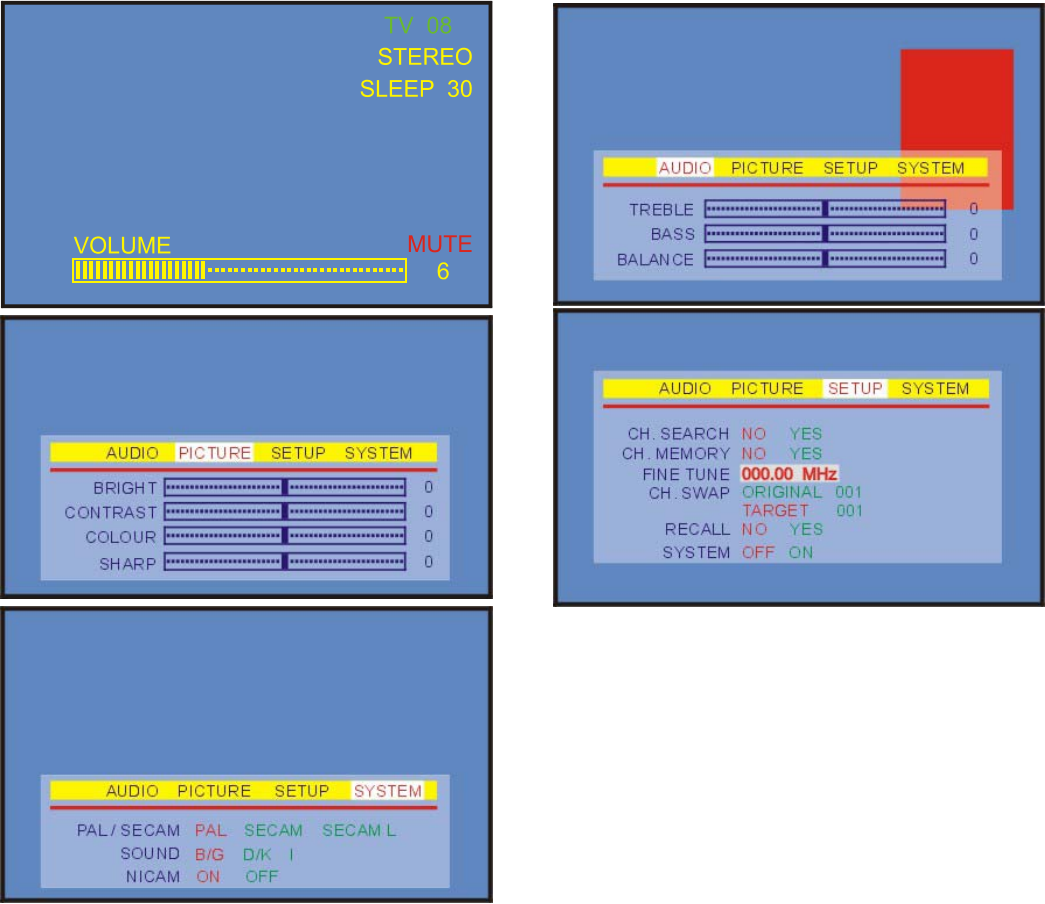 TV 08
STEREO
SLEEP 30
VOLUME MUTE
6
AUDIO PICTURE SETUP SYSTEM
TREBLE 0
BASS 0
BALANCE 0
AUDIO PICTURE SETUP SYSTEM
BRIGHT 0
CONTRAST 0
COLOUR 0
SHARP 0
AUDIO PICTURE SETUP SYSTEM
CH. SEARCH NO YES
CH. MEMORY NO YES
FINE TUNE 000.00 MHz
CH. SWAP ORIGINAL 001
TARGET 001
RECALL NO YES
SYSTEM OFF ON
AUDIO PICTURE SETUP SYSTEM
PAL / SECAM PAL SECAM SECAM L
SOUND B/G D/K I
NICAM ON OFF